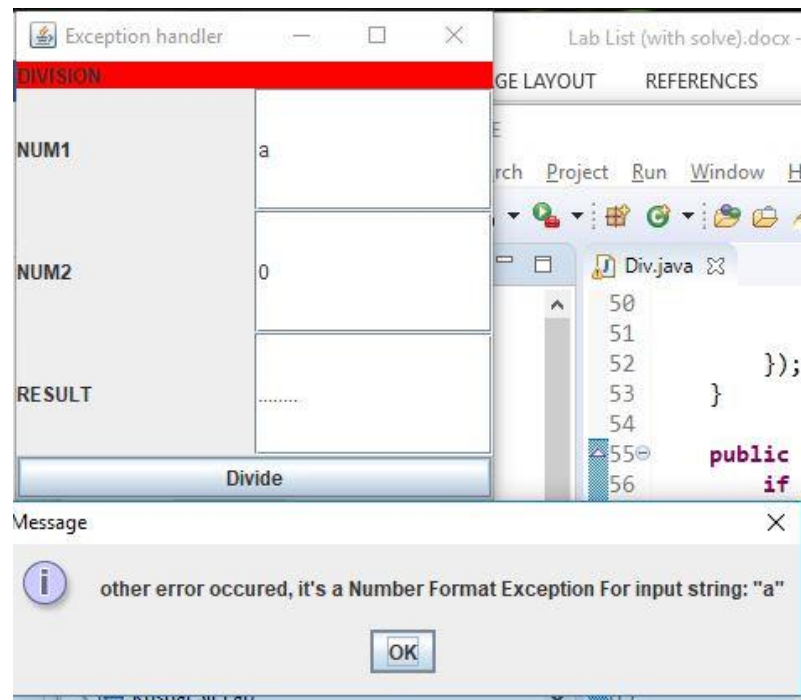 Exception handler
Lab List (with solve).docx -
DIVISION
GE LAYOUT REFERENCES
NUM1
a
rch Project Run Window H
NUM2
0
Div.java
50
51
52 });
53 }
54
55 public
56 if
RESULT
........
Divide
Message
other error occured, it's a Number Format Exception For input string: "a"
OK